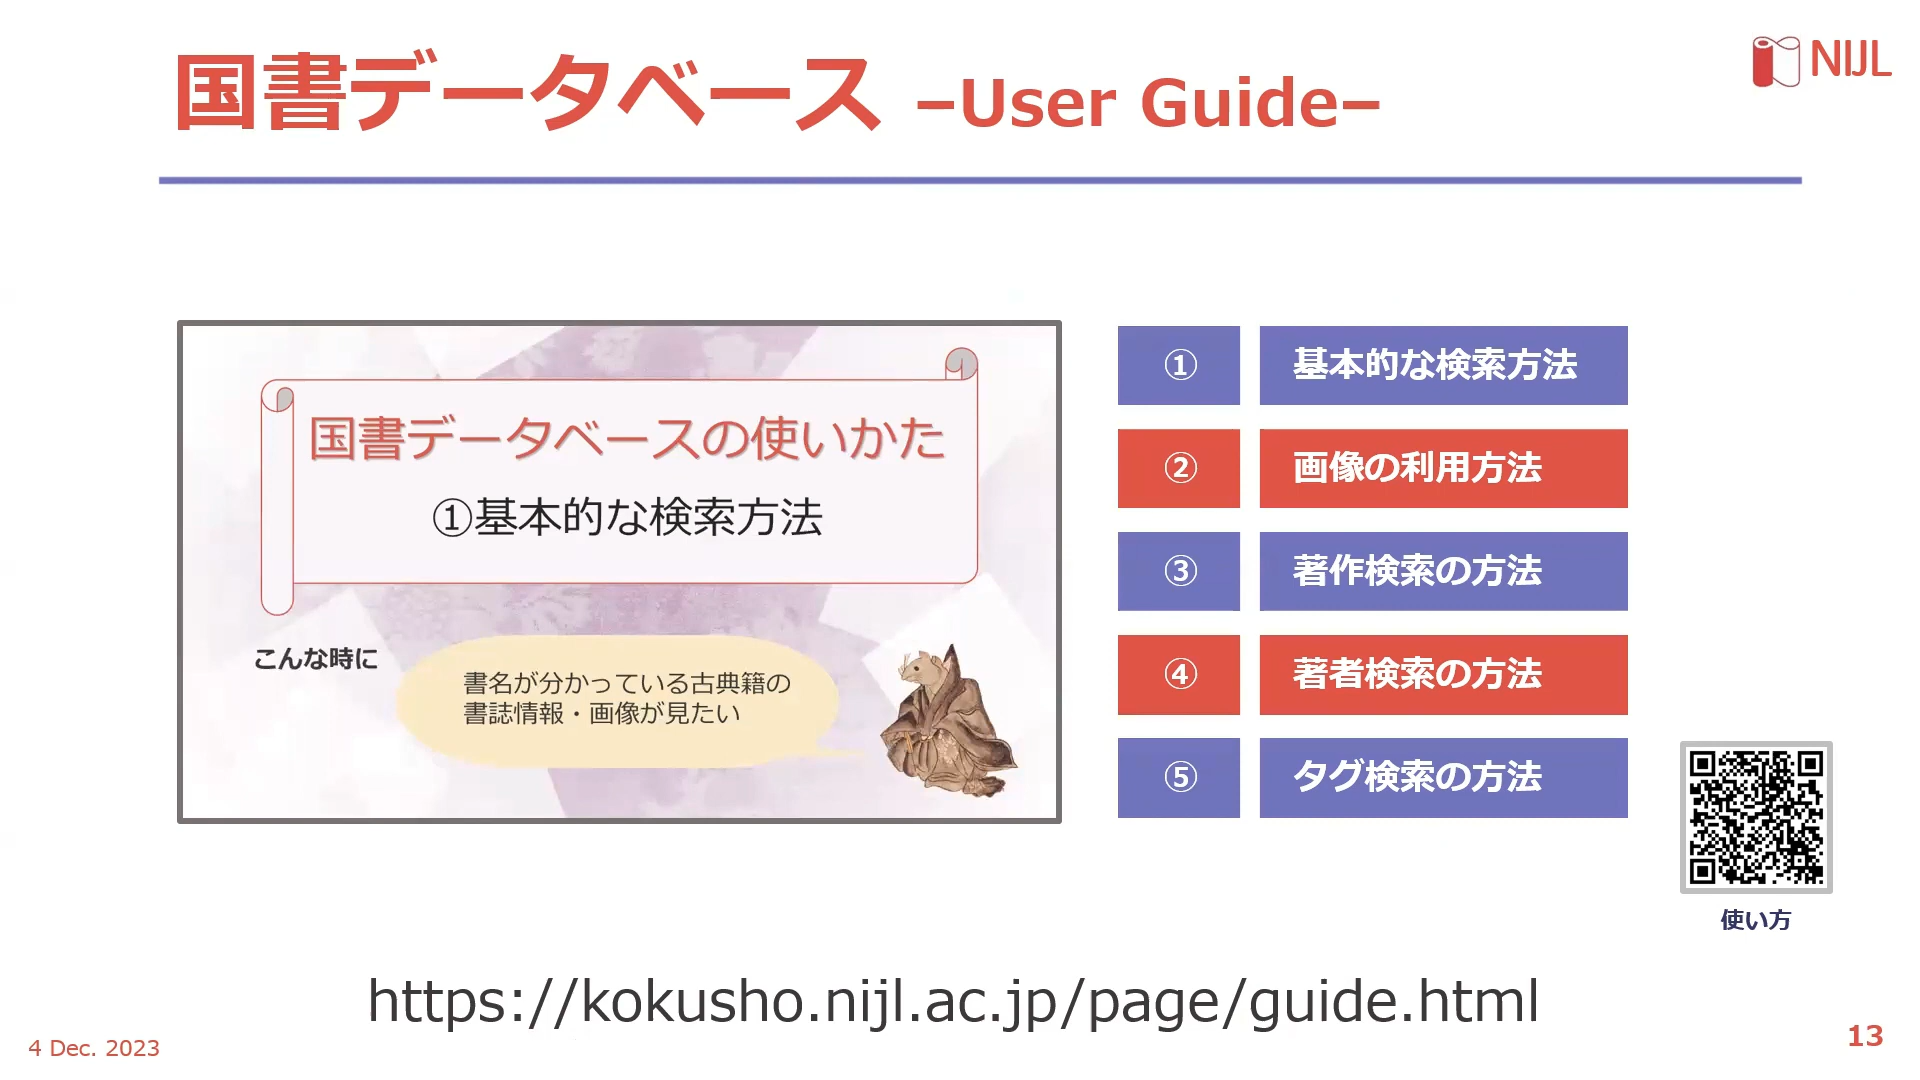 国書データベース –User Guide–
NIJL
国書データベースの使いかた
①基本的な検索方法
こんな時に
書名が分かっている古典籍の
書誌情報・画像が見たい
① 基本的な検索方法
② 画像の利用方法
③ 著作検索の方法
④ 著者検索の方法
⑤ タグ検索の方法
使い方
https://kokusho.nijl.ac.jp/page/guide.html
4 Dec. 2023
13